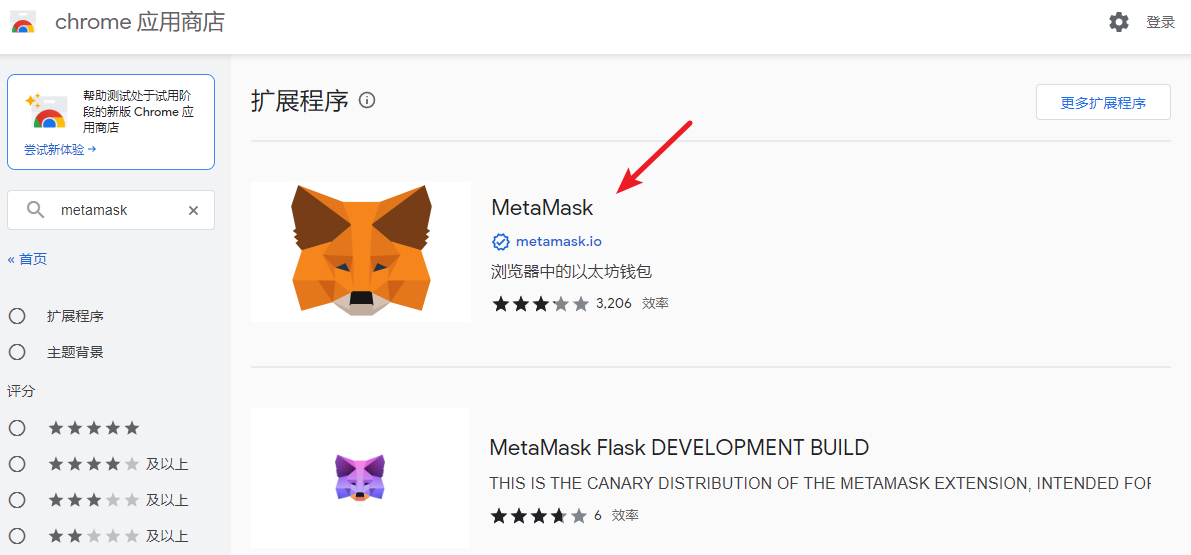 chrome 应用商店
登录
帮助测试处于试用阶
段的新版 Chrome 应
用商店
尝试新体验 →
metamask
« 首页
扩展程序
主题背景
评分
及以上
及以上
及以上
扩展程序
更多扩展程序
MetaMask
metamask.io
浏览器中的以太坊钱包
3,206 效率
MetaMask Flask DEVELOPMENT BUILD
THIS IS THE CANARY DISTRIBUTION OF THE METAMASK EXTENSION, INTENDED FOR
6 效率